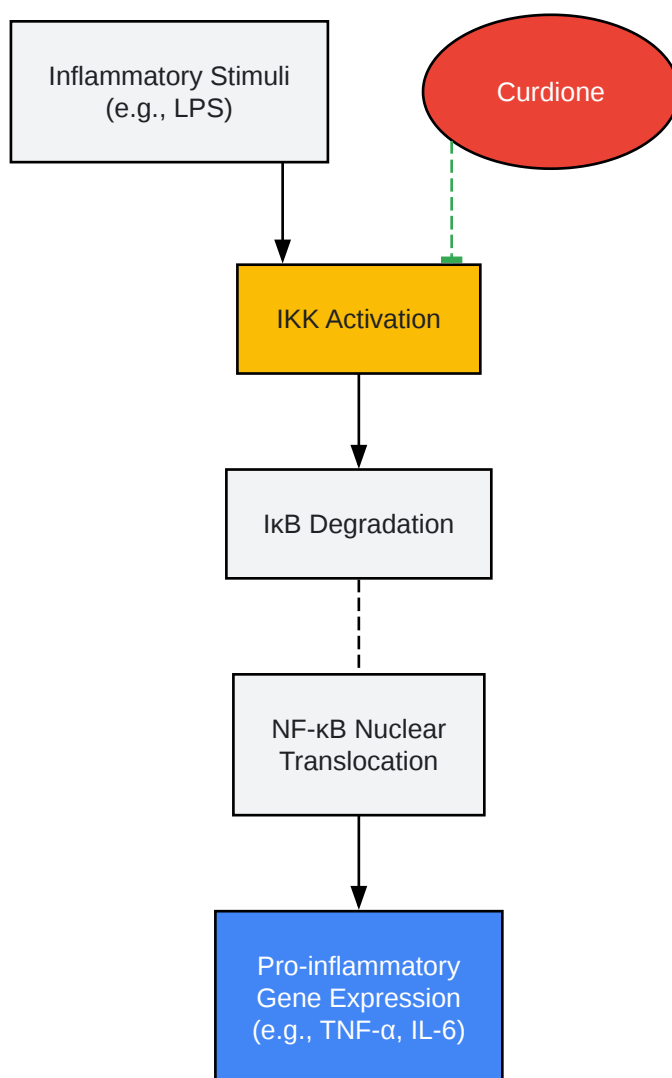 Inflammatory Stimuli
(e.g., LPS)
Curdione
IKK Activation
IκB Degradation
NF-κB Nuclear
Translocation
Pro-inflammatory
Gene Expression
(e.g., TNF-α, IL-6)